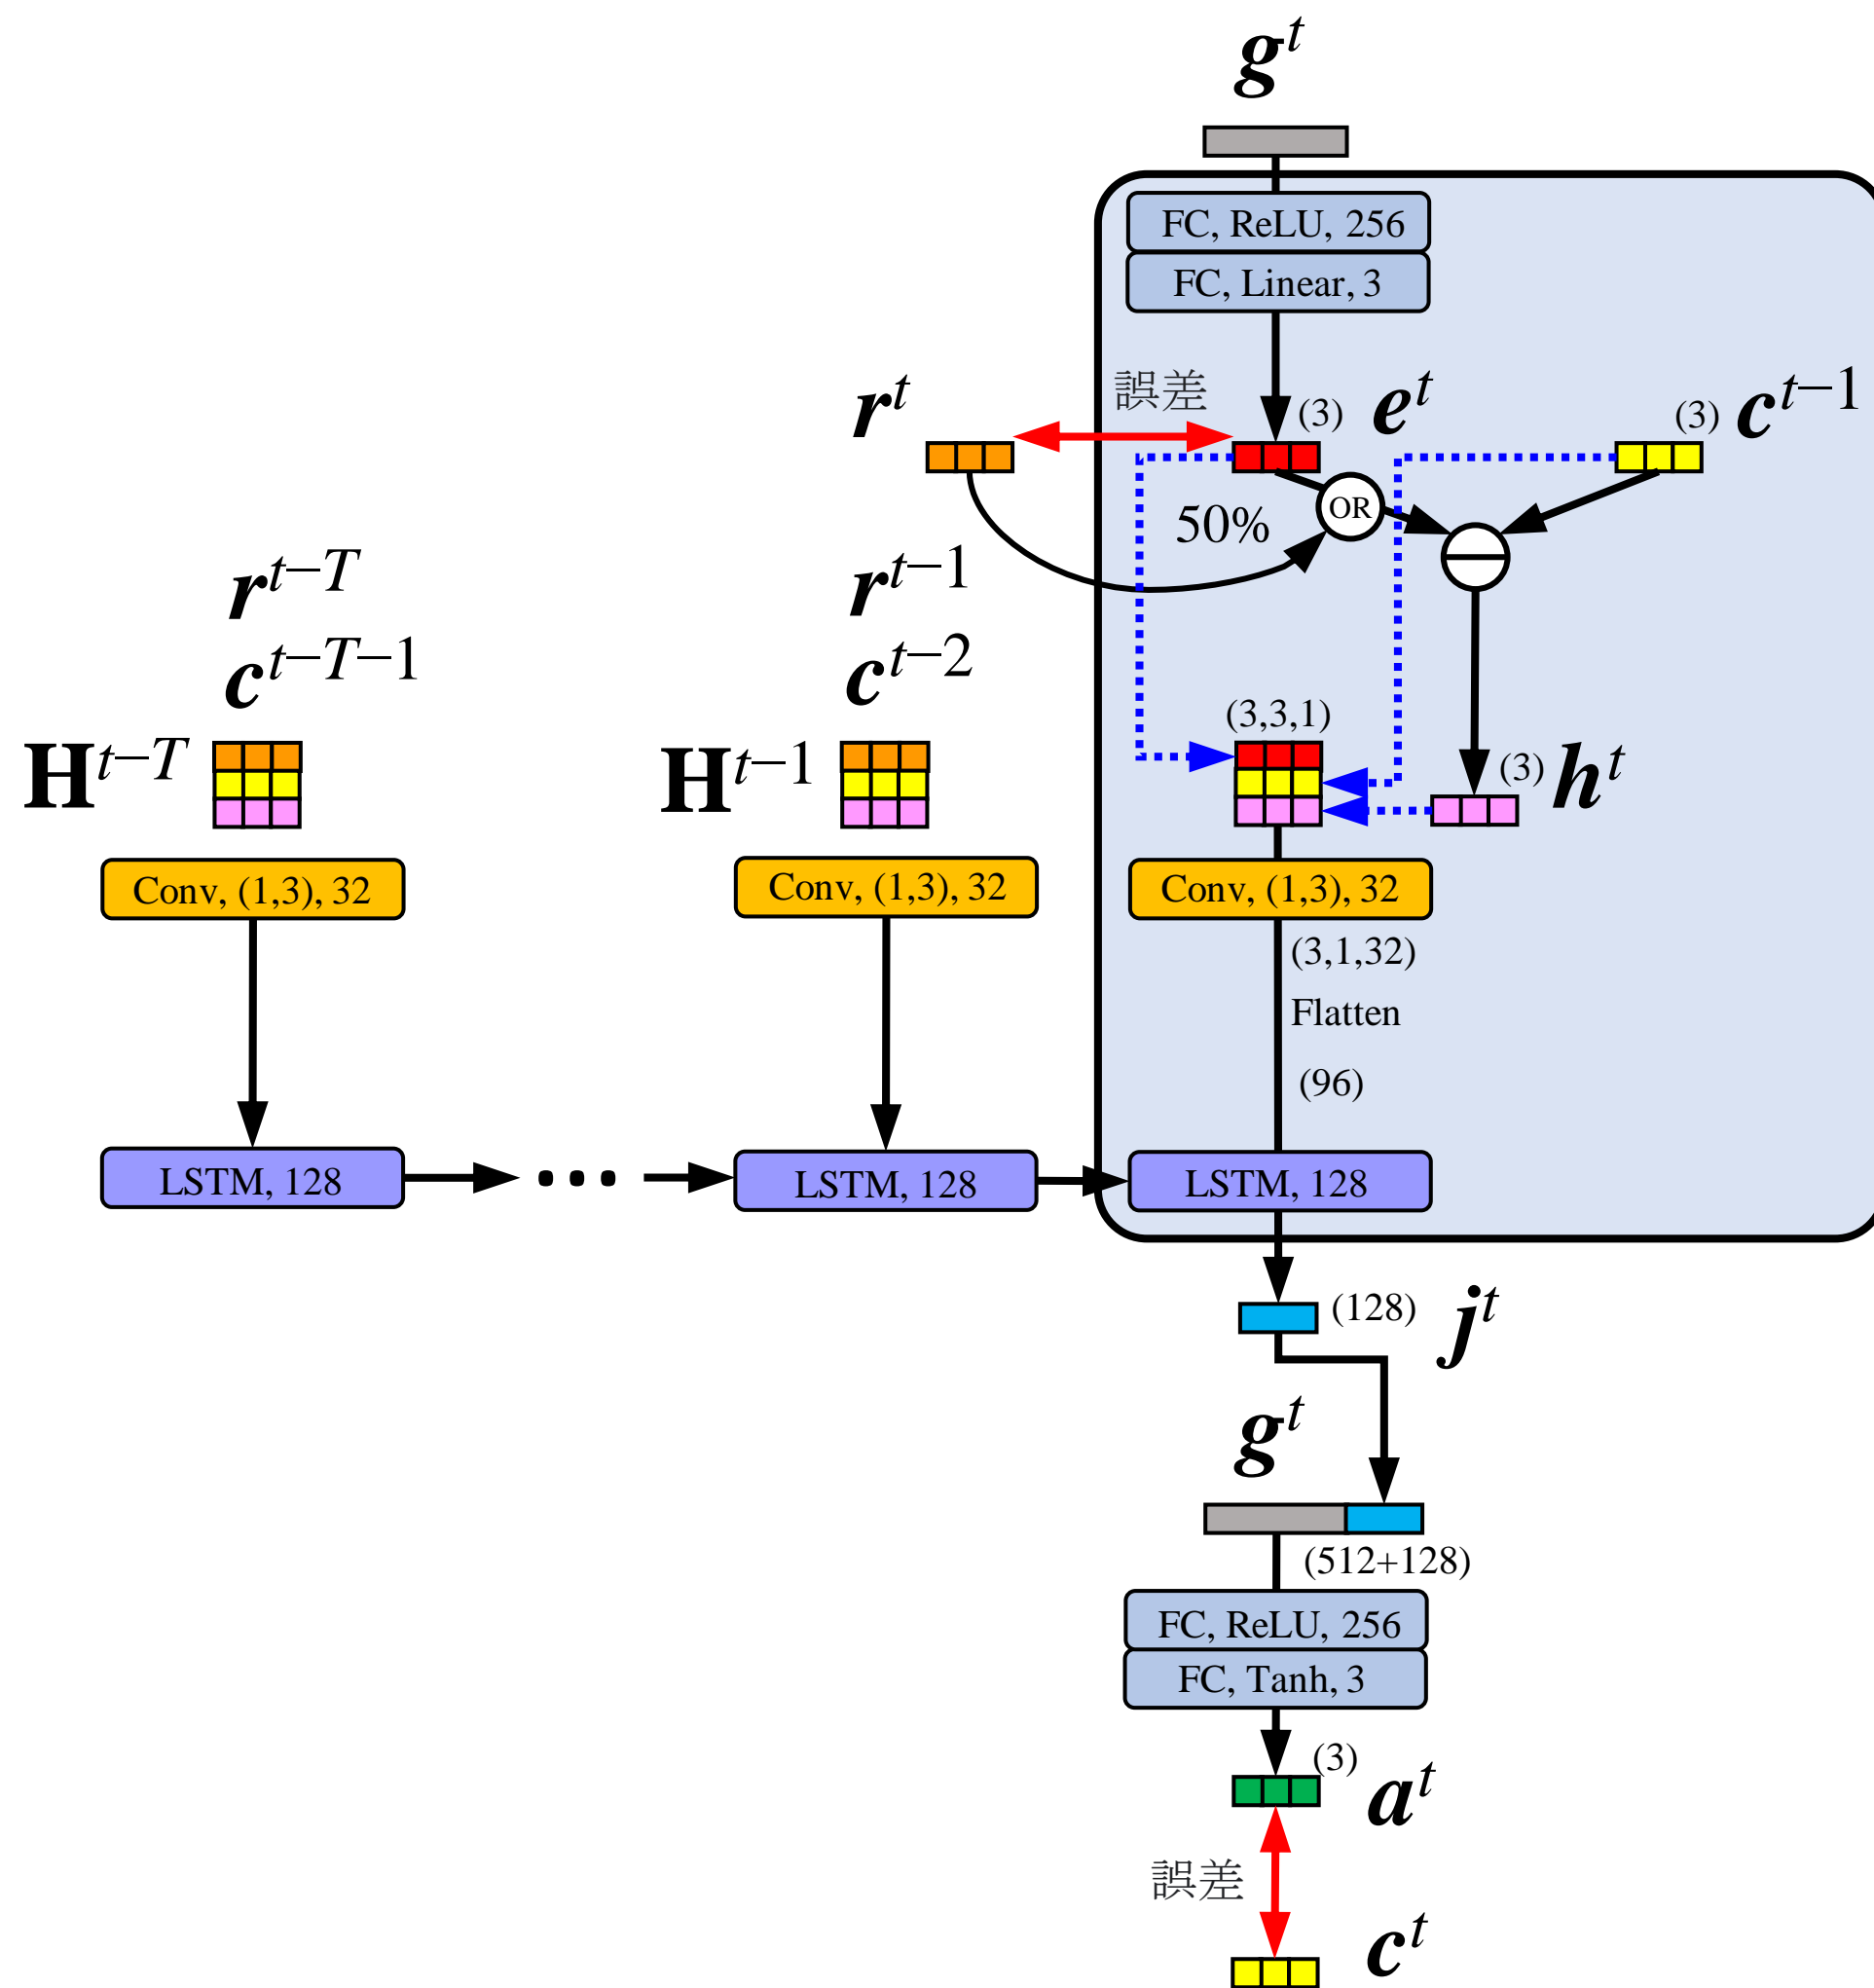 g^t
FC, ReLU, 256
FC, Linear, 3
r^t
誤差
(3)
e^t
(3)
c^{t−1}
OR
50%
r^{t−T}
c^{t−T−1}
H^{t−T}
r^{t−1}
c^{t−2}
H^{t−1}
(3,3,1)
(3)
h^t
Conv, (1,3), 32
Conv, (1,3), 32
Conv, (1,3), 32
(3,1,32)
Flatten
(96)
LSTM, 128
...
LSTM, 128
LSTM, 128
(128)
j^t
g^t
(512+128)
FC, ReLU, 256
FC, Tanh, 3
(3)
a^t
誤差
c^t